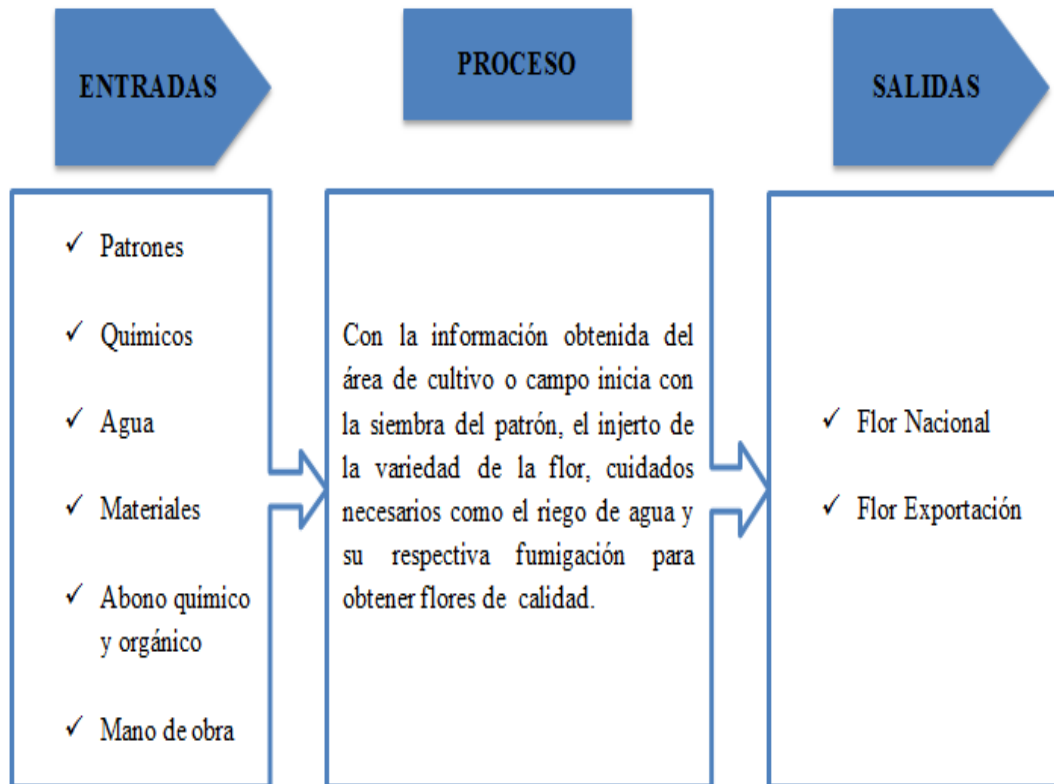 ENTRADAS
PROCESO
SALIDAS
✓ Patrones
✓ Químicos
✓ Agua
✓ Materiales
✓ Abono químico
y orgánico
✓ Mano de obra
Con la información obtenida del
área de cultivo o campo inicia con
la siembra del patrón, el injerto de
la variedad de la flor, cuidados
necesarios como el riego de agua y
su respectiva fumigación para
obtener flores de calidad.
✓ Flor Nacional
✓ Flor Exportación